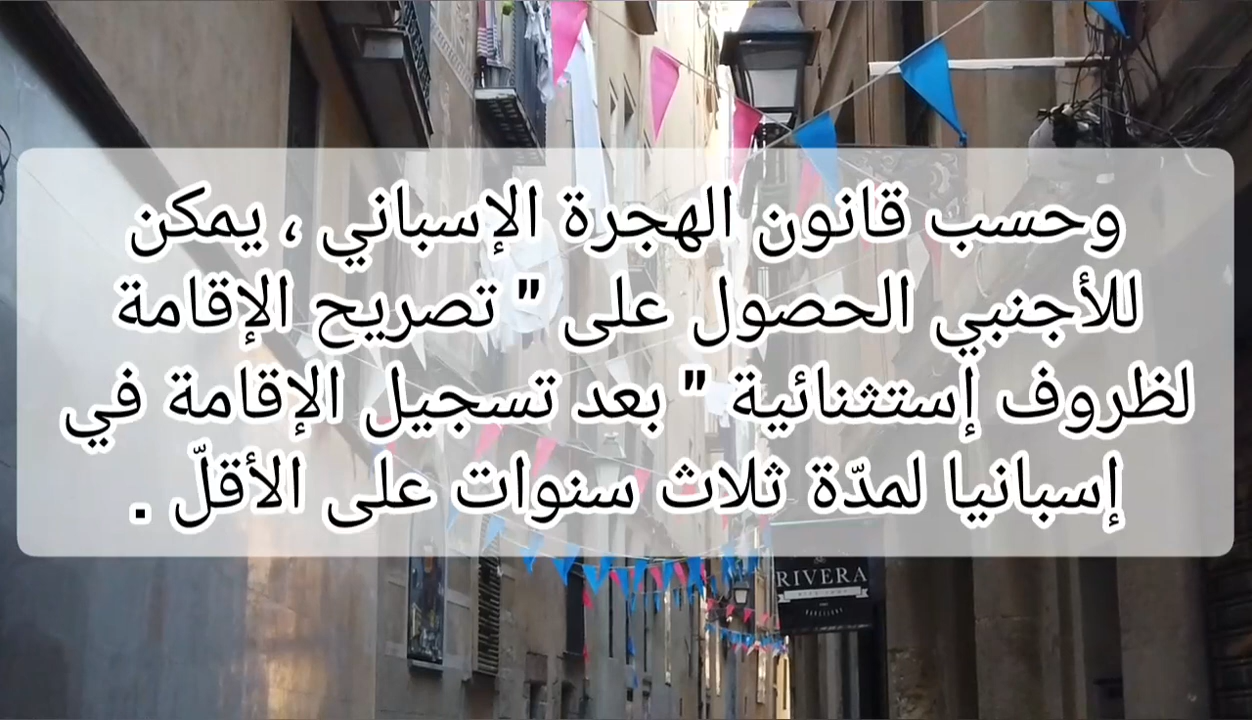 وحسب قانون الهجرة الإسباني ، يمكن
للأجنبي الحصول على " تصريح الإقامة
لظروف إستثنائية " بعد تسجيل الإقامة في
إسبانيا لمدّة ثلاث سنوات على الأقلّ .
RIVERA